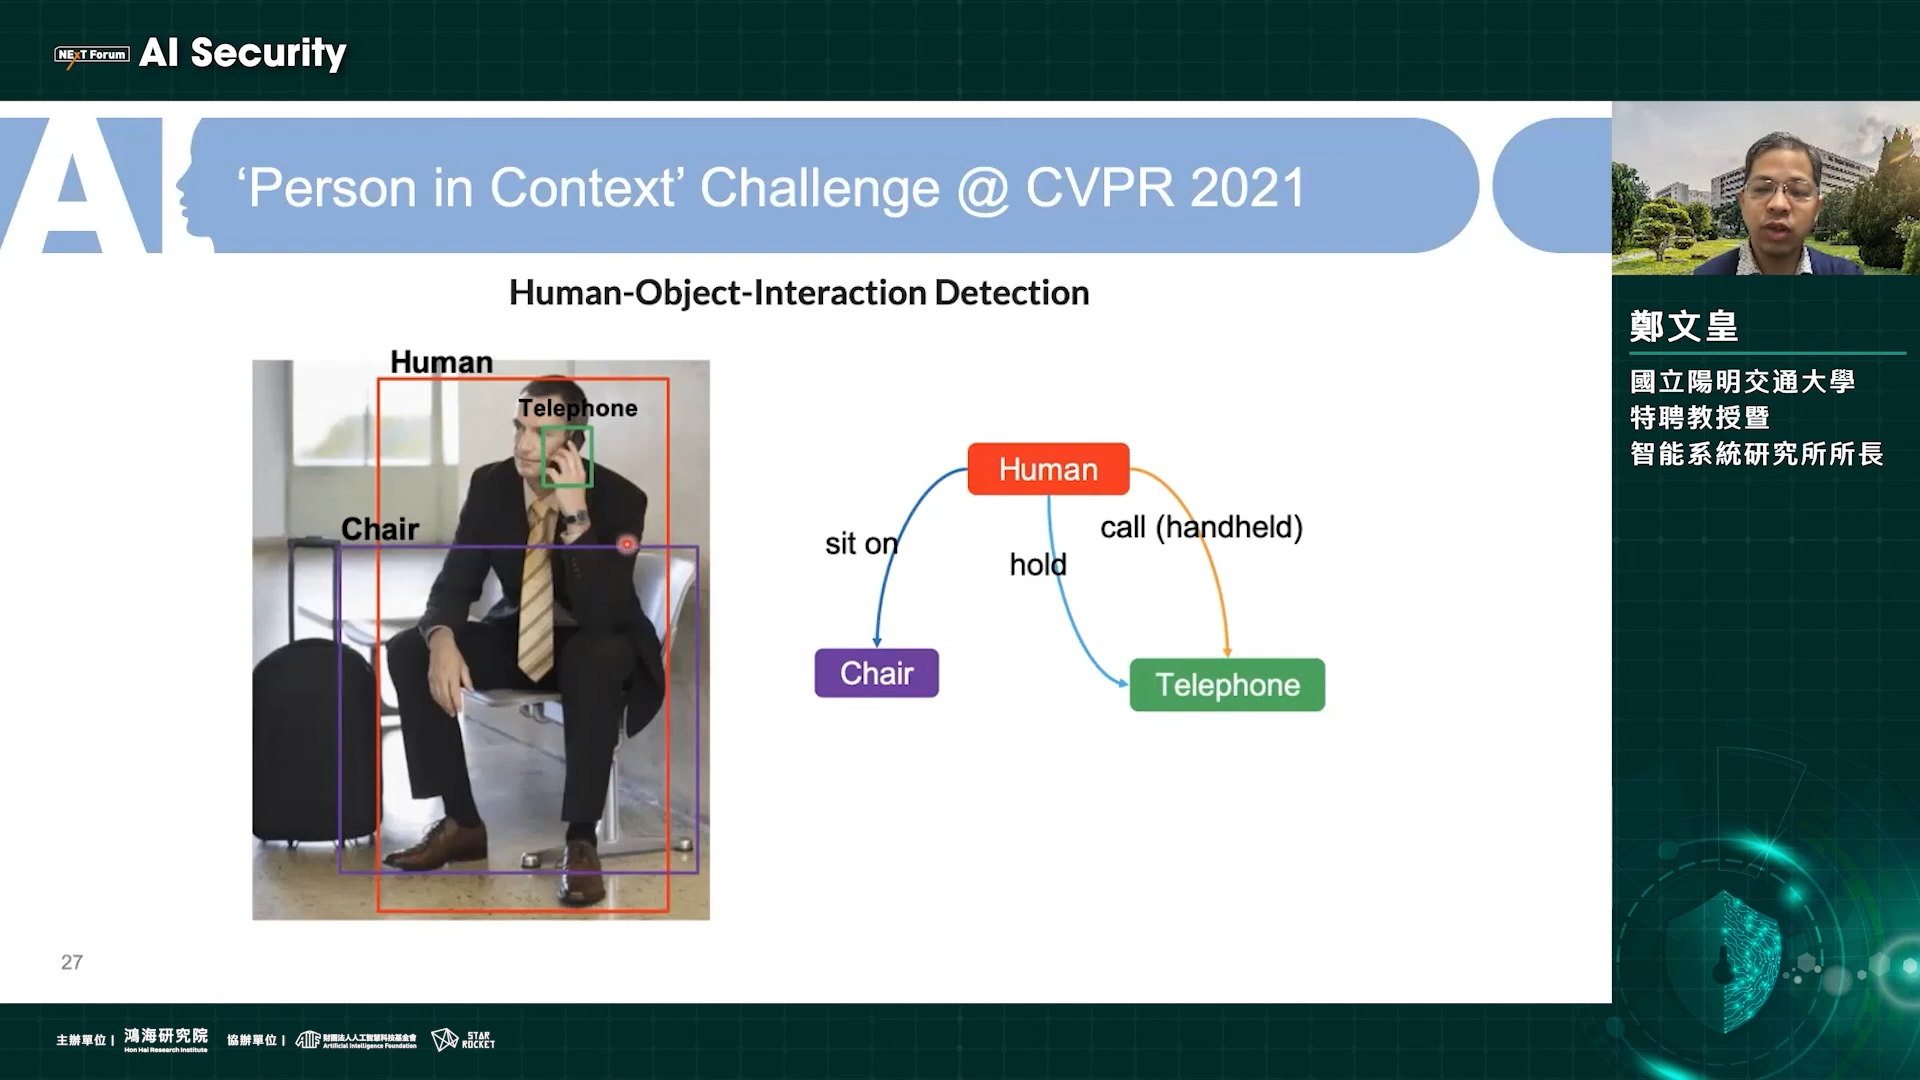 NExT Forum AI Security
AI
‘Person in Context’ Challenge @ CVPR 2021
Human-Object-Interaction Detection
Human
Telephone
Chair
Human
sit on
hold
call (handheld)
Chair
Telephone
27
鄭文皇
國立陽明交通大學
特聘教授暨
智能系統研究所所長
主辦單位 | 鴻海研究院
Hon Hai Research Institute
協辦單位 | 財團法人人工智慧科技基金會
Artificial Intelligence Foundation
STAR
ROCKET